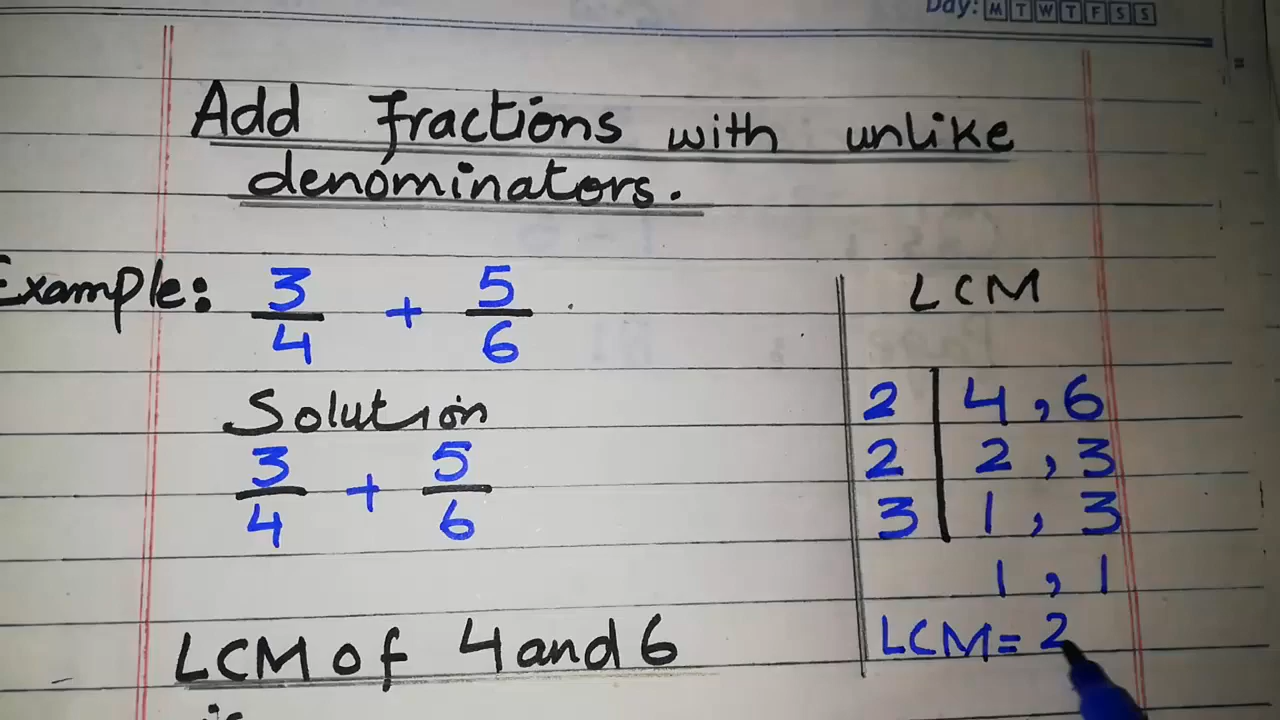 Day: M T W T F S S
Add fractions with unlike
denominators.
Example: 3/4 + 5/6
Solution
3/4 + 5/6
LCM of 4 and 6
is
LCM
2 | 4 , 6
2 | 2 , 3
3 | 1 , 3
1 , 1
LCM = 2